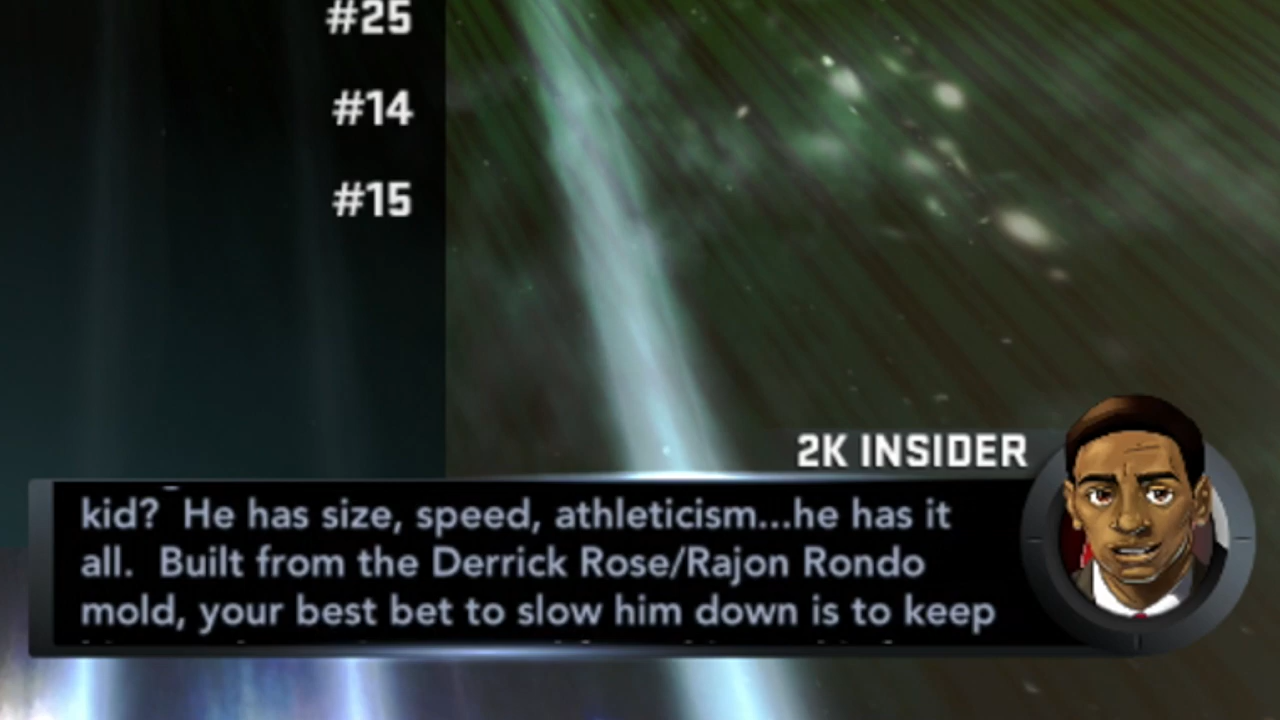 #25
#14
#15
2K INSIDER
kid? He has size, speed, athleticism...he has it
all. Built from the Derrick Rose/Rajon Rondo
mold, your best bet to slow him down is to keep